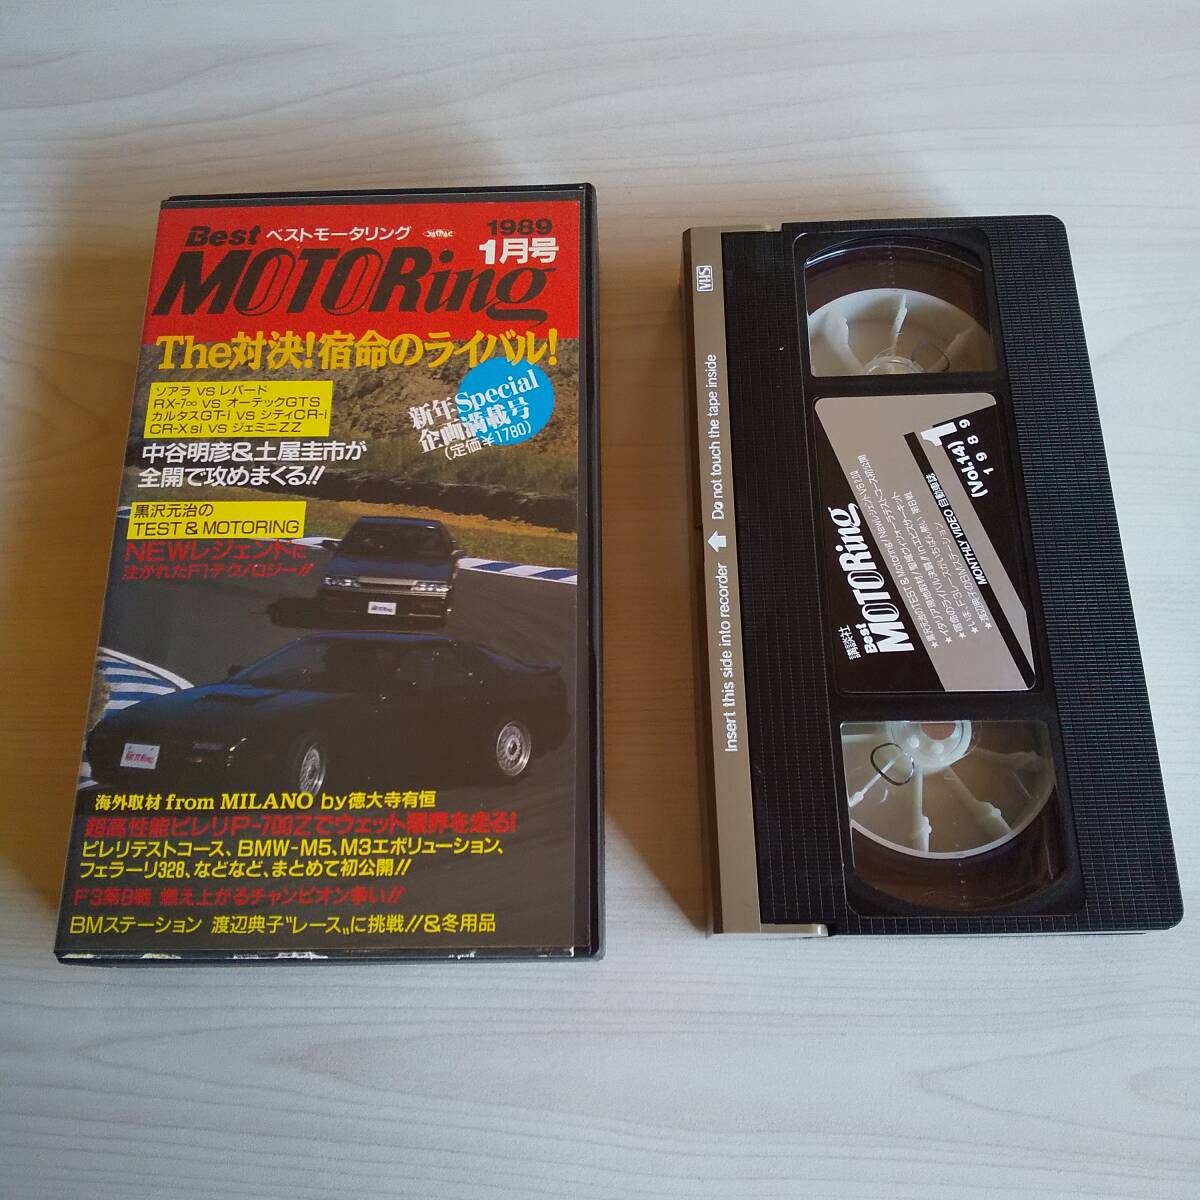 Best
ベストモータリング
1989
1月号
MOTORing
The対決!宿命のライバル!
ソアラ vs レパード
RX-7∞ vs オーテックGTS
カルタスGT-i vs シティCR-i
CR-X si vs ジェミニZZ
新年Special
企画満載号
(定価¥1780)
中谷明彦&土屋圭市が
全開で攻めまくる!!
黒沢元治の
TEST & MOTORING
NEWレジェンドに
注がれたF1テクノロジー!!
MOTORing
海外取材 from MILANO by 徳大寺有恒
超高性能ピレリP-700Zでウェット限界を走る!
ピレリテストコース、BMW-M5、M3エボリューション、
フェラーリ328、などなど、まとめて初公開!!
F3第8戦 燃え上がるチャンピオン争い!!
BMステーション 渡辺典子“レース„に挑戦!!&冬用品
VHS
Insert this side into recorder
Do not touch the tape inside
講談社
Best
MOTORing
(Vol.14) 1
1989
MONTHLY VIDEO 自動車誌